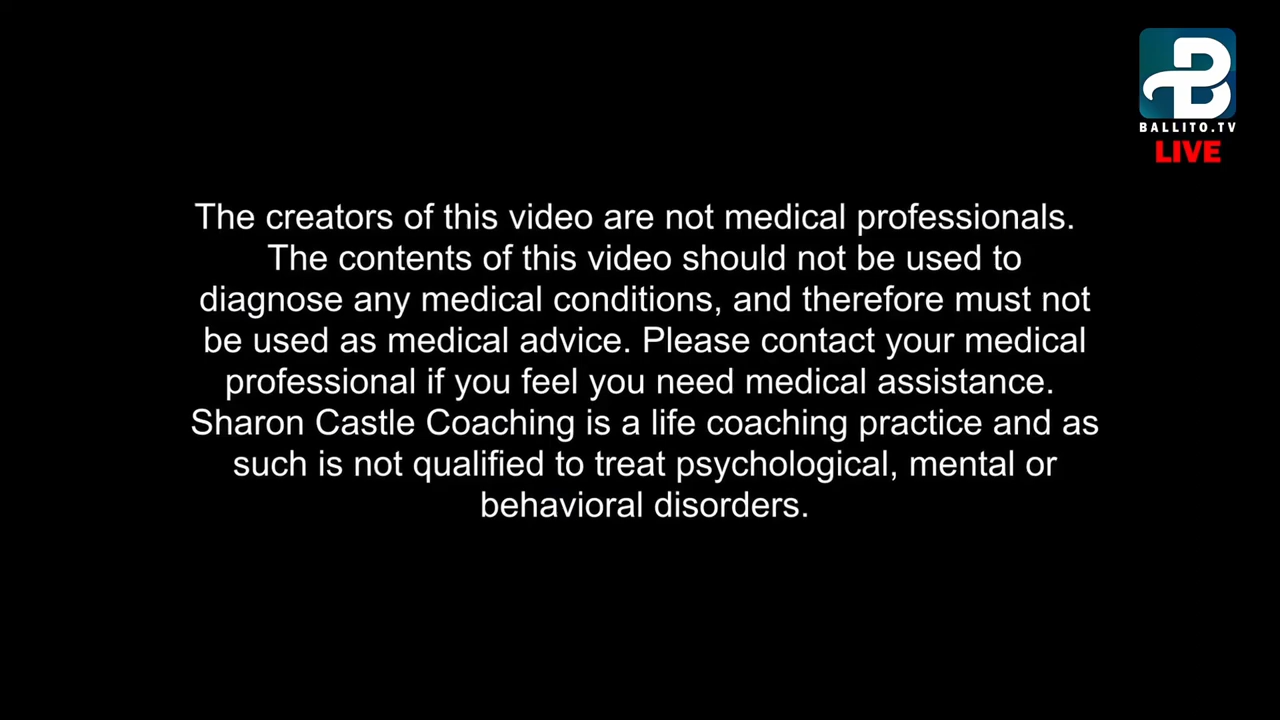 BALLITO.TV
LIVE
The creators of this video are not medical professionals.
The contents of this video should not be used to
diagnose any medical conditions, and therefore must not
be used as medical advice. Please contact your medical
professional if you feel you need medical assistance.
Sharon Castle Coaching is a life coaching practice and as
such is not qualified to treat psychological, mental or
behavioral disorders.